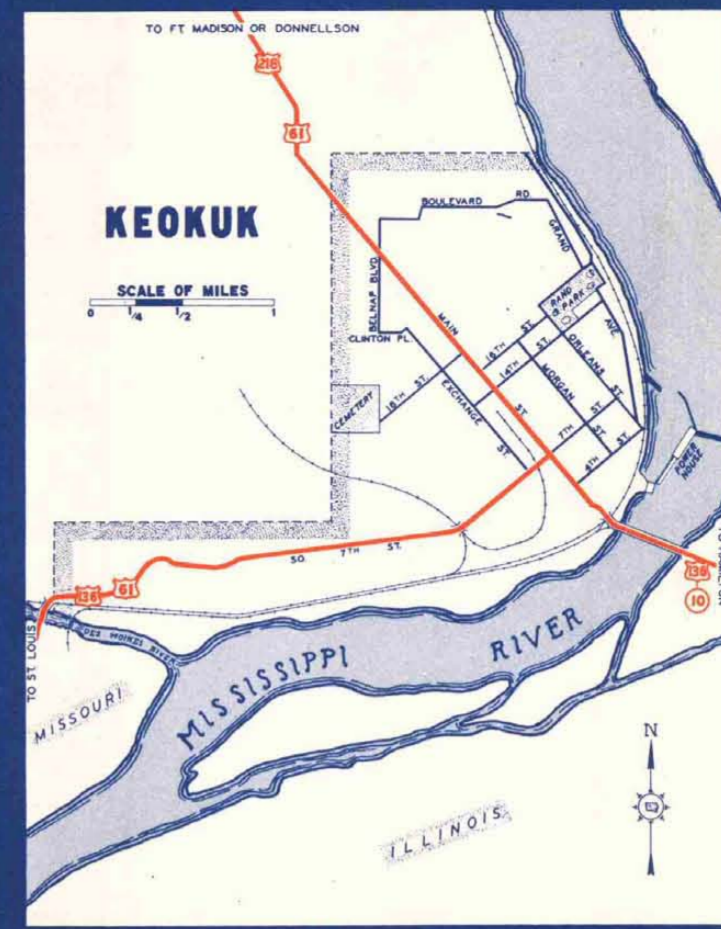 TO FT MADISON OR DONNELLSON
218
61
KEOKUK
SCALE OF MILES
0 1/4 1/2 1
BOULEVARD RD.
GRAND AVE.
BELNAP BLVD.
RAND PARK
MAIN ST.
CLINTON PL.
16TH ST.
14TH ST.
ORLEANS ST.
MORGAN ST.
EXCHANGE ST.
CEMETERY
18TH ST.
7TH ST.
4TH ST.
POWER HOUSE
SO. 7TH ST.
136
61
136
10
TO ST. LOUIS
DES MOINES RIVER
MISSISSIPPI RIVER
MISSOURI
N
ILLINOIS